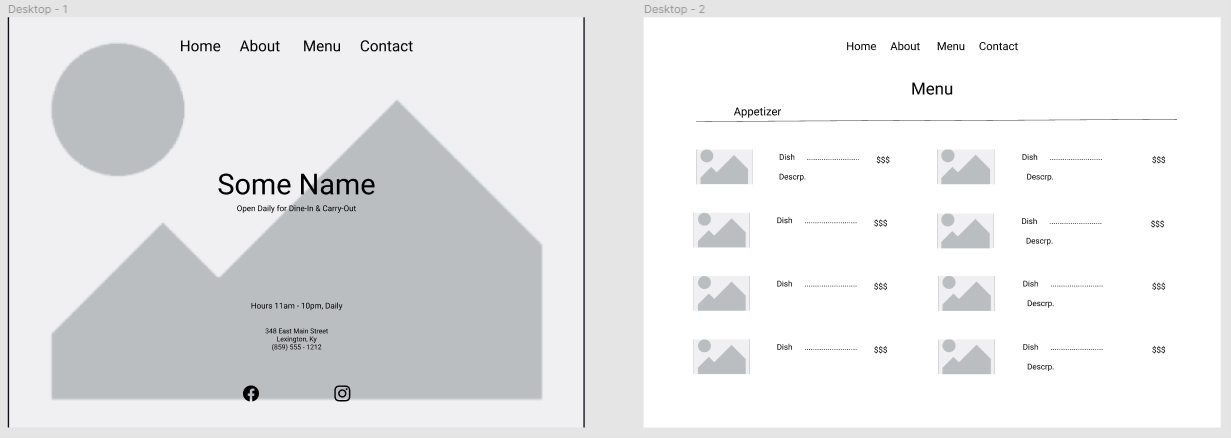 Desktop - 1
Home About Menu Contact
Some Name
Open Daily for Dine-In & Carry-Out
Hours 11am - 10pm, Daily
348 East Main Street
Lexington, Ky
(859) 555 - 1212
Desktop - 2
Home About Menu Contact
Menu
Appetizer
Dish ........................... $$$
Descrp.
Dish ........................... $$$
Descrp.
Dish ........................... $$$
Dish ........................... $$$
Descrp.
Dish ........................... $$$
Dish ........................... $$$
Descrp.
Dish ........................... $$$
Dish ........................... $$$
Descrp.